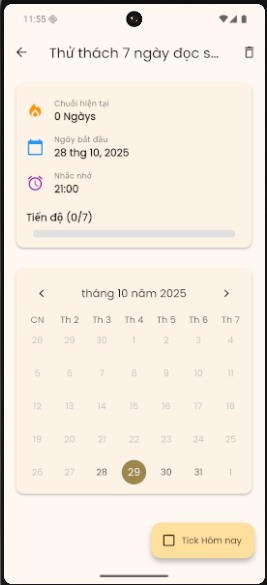 11:55
Thử thách 7 ngày đọc s...
Chuỗi hiện tại
0 Ngàys
Ngày bắt đầu
28 thg 10, 2025
Nhắc nhở
21:00
Tiến độ (0/7)
tháng 10 năm 2025
CN Th 2 Th 3 Th 4 Th 5 Th 6 Th 7
28 29 30 1 2 3 4
5 6 7 8 9 10 11
12 13 14 15 16 17 18
19 20 21 22 23 24 25
26 27 28 29 30 31 1
Tick Hôm nay